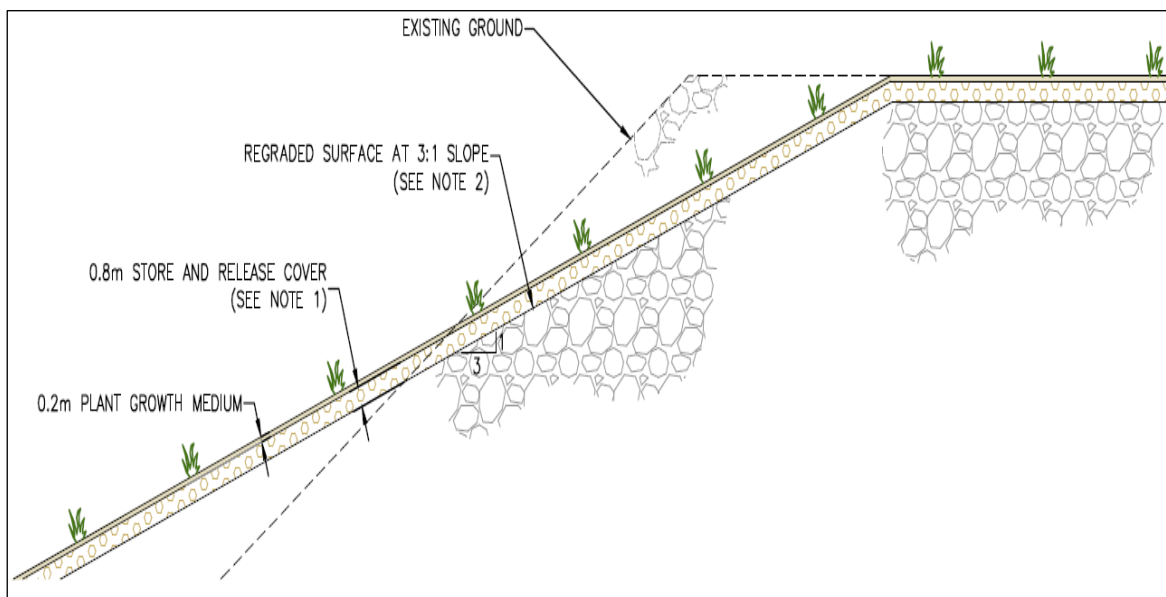 EXISTING GROUND
REGRADED SURFACE AT 3:1 SLOPE
(SEE NOTE 2)
0.8m STORE AND RELEASE COVER
(SEE NOTE 1)
1
3
0.2m PLANT GROWTH MEDIUM